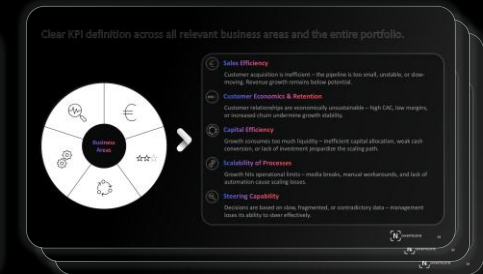 Clear KPI definition across all relevant business areas and the entire portfolio.
Business
Areas
Sales Efficiency
Customer acquisition is inefficient – the pipeline is too small, unstable, or slow-
moving. Revenue growth remains below potential.
Customer Economics & Retention
Customer relationships are economically unsustainable – high CAC, low margins,
or increased churn undermine growth stability.
Capital Efficiency
Growth consumes too much liquidity – inefficient capital allocation, weak cash
conversion, or lack of investment jeopardize the scaling path.
Scalability of Processes
Growth hits operational limits – media breaks, manual workarounds, and lack of
automation cause scaling losses.
Steering Capability
Decisions are based on slow, fragmented, or contradictory data – management
loses its ability to steer effectively.
N
N
N